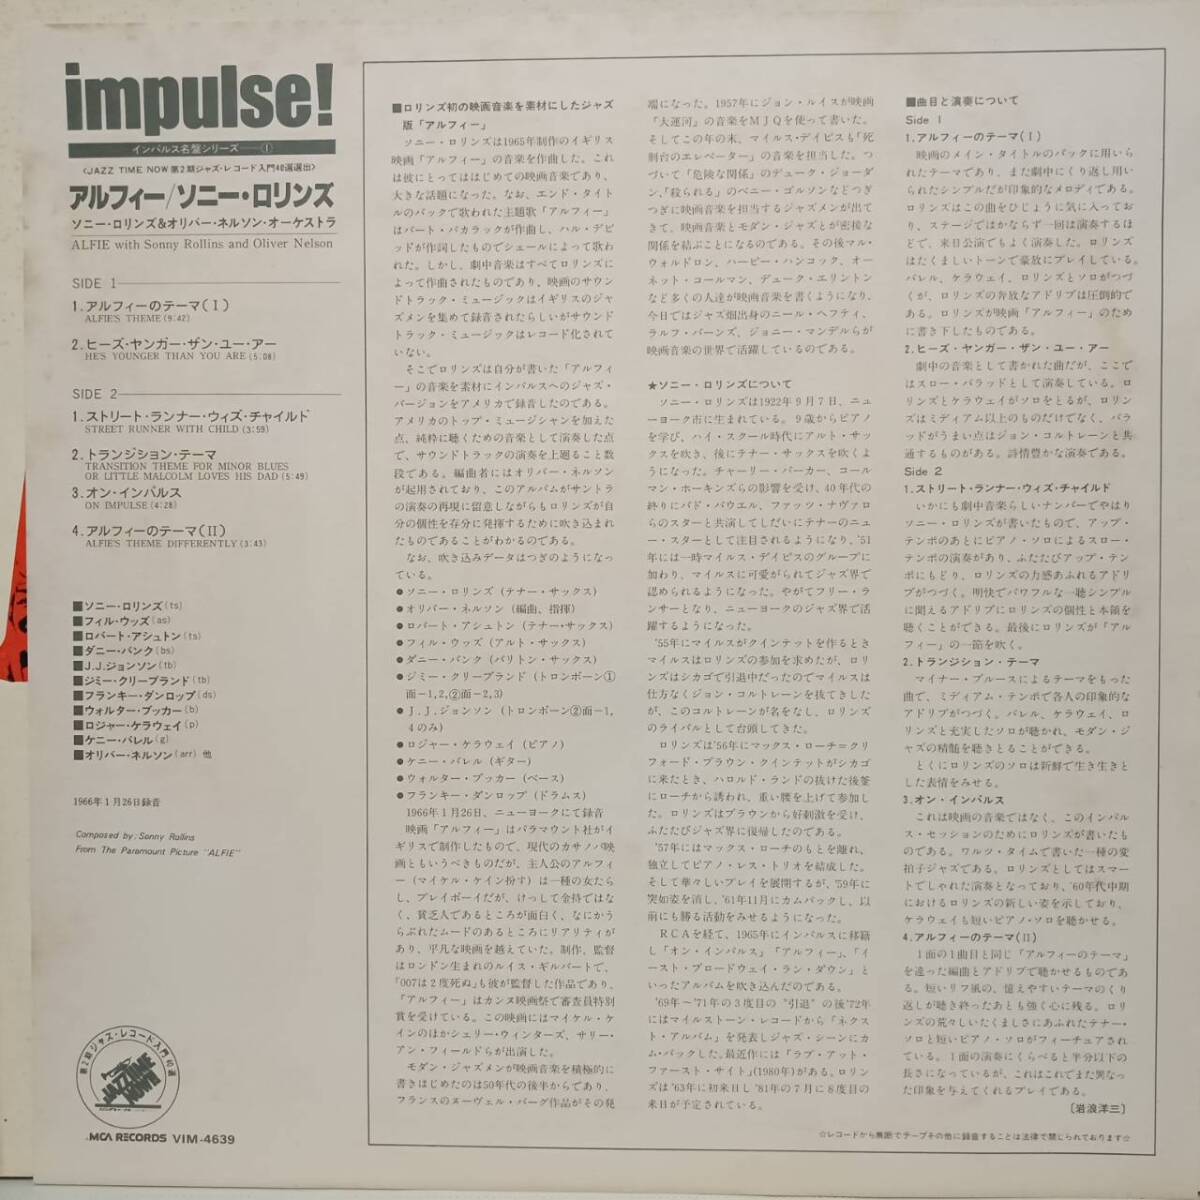 impulse!
インパルス名盤シリーズ——①
〈JAZZ TIME NOW 第2期ジャズ・レコード入門40選選出〉
アルフィー/ソニー・ロリンズ
ソニー・ロリンズ&オリバー・ネルソン・オーケストラ
ALFIE with Sonny Rollins and Oliver Nelson
SIDE 1
1.アルフィーのテーマ(I)
ALFIE'S THEME (9:42)
2.ヒーズ・ヤンガー・ザン・ユー・アー
HE'S YOUNGER THAN YOU ARE (5:08)
SIDE 2
1.ストリート・ランナー・ウィズ・チャイルド
STREET RUNNER WITH CHILD (3:59)
2.トランジション・テーマ
TRANSITION THEME FOR MINOR BLUES
OR LITTLE MALCOLM LOVES HIS DAD (5:49)
3.オン・インパルス
ON IMPULSE (4:28)
4.アルフィーのテーマ(II)
ALFIE'S THEME DIFFERENTLY (3:43)
■ソニー・ロリンズ(ts)
■フィル・ウッズ(as)
■ロバート・アシュトン(ts)
■ダニー・バンク(bs)
■J.J.ジョンソン(tb)
■ジミー・クリーブランド(tb)
■フランキー・ダンロップ(ds)
■ウォルター・ブッカー(b)
■ロジャー・ケラウェイ(p)
■ケニー・バレル(g)
■オリバー・ネルソン(arr)他
1966年1月26日録音
Composed by: Sonny Rollins
From The Paramount Picture "ALFIE"
第2期ジャズ・レコード入門40選
JAZZ TIME NOW
MCA RECORDS VIM-4639
■ロリンズ初の映画音楽を素材にしたジャズ
版「アルフィー」
ソニー・ロリンズは1965年制作のイギリス
映画「アルフィー」の音楽を作曲した。これ
は彼にとってははじめての映画音楽であり、
大きな話題になった。なお、エンド・タイト
ルのバックで歌われた主題歌「アルフィー」
はバート・バカラックが作曲し、ハル・デビ
ッドが作詞したものでシェールによって歌わ
れた。しかし、劇中音楽はすべてロリンズに
よって作曲されたものであり、映画のサウン
ドトラック・ミュージックはイギリスのジャ
ズメンを集めて録音されたらしいがサウンド
トラック・ミュージックはレコード化されて
いない。
そこでロリンズは自分が書いた「アルフィ
ー」の音楽を素材にインパルスへのジャズ・
バージョンをアメリカで録音したのである。
アメリカのトップ・ミュージシャンを加えた
点、純粋に聴くための音楽として演奏した点
で、サウンドトラックの演奏を上廻ること数
段である。編曲者にはオリバー・ネルソン
が起用されており、このアルバムがサントラ
の演奏の再現に留意しながらもロリンズが自
分の個性を存分に発揮するために吹き込まれ
たものであることがわかるのである。
なお、吹き込みデータはつぎのようになっ
ている。
●ソニー・ロリンズ(テナー・サックス)
●オリバー・ネルソン(編曲、指揮)
●ロバート・アシュトン(テナー・サックス)
●フィル・ウッズ(アルト・サックス)
●ダニー・バンク(バリトン・サックス)
●ジミー・クリーブランド(トロンボーン①
面-1,2,②面-2,3)
●J.J.ジョンソン(トロンボーン②面-1,
4のみ)
●ロジャー・ケラウェイ(ピアノ)
●ケニー・バレル(ギター)
●ウォルター・ブッカー(ベース)
●フランキー・ダンロップ(ドラムス)
1966年1月26日、ニューヨークにて録音
映画「アルフィー」はパラマウント社がイ
ギリスで制作したもので、現代のカサノバ映
画ともいうべきものだが、主人公のアルフィ
ー(マイケル・ケイン扮す)は一種の女たら
し、プレイボーイだが、けっして金持ではな
く、貧乏人であるところが面白く、なにかう
らぶれたムードのあるところにリアリティが
あり、平凡な映画を越えていた。制作、監督
はロンドン生まれのルイス・ギルバートで、
「007は2度死ぬ」も彼が監督した作品であり、
「アルフィー」はカンヌ映画祭で審査員特別
賞を受けている。この映画にはマイケル・ケ
インのほかシェリー・ウィンターズ、サリー・
アン・フィールドらが出演した。
モダン・ジャズメンが映画音楽を積極的に
書きはじめたのは50年代の後半からであり、
フランスのヌーヴェル・バーグ作品がその発
端になった。1957年にジョン・ルイスが映画
「大運河」の音楽をMJQを使って書いた。
そしてこの年の末、マイルス・デイビスも「死
刑台のエレベーター」の音楽を担当した。つ
づいて「危険な関係」のデューク・ジョーダ
ン、「殺られる」のベニー・ゴルソンなどつぎ
つぎに映画音楽を担当するジャズメンが出て
きて、映画音楽とモダン・ジャズとが密接な
関係を結ぶことになるのである。その後マル・
ウォルドロン、ハービー・ハンコック、オー
ネット・コールマン、デューク・エリントン
など多くの人達が映画音楽を書くようになり、
今日ではジャズ畑出身のニール・ヘフティ、
ラルフ・バーンズ、ジョニー・マンデルらが
映画音楽の世界で活躍しているのである。
★ソニー・ロリンズについて
ソニー・ロリンズは1922年9月7日、ニュ
ーヨーク市に生まれている。9歳からピアノ
を学び、ハイ・スクール時代にアルト・サッ
クスを吹き、後にテナー・サックスを吹くよ
うになった。チャーリー・パーカー、コール
マン・ホーキンズらの影響を受け、40年代の
終りにバド・パウエル、ファッツ・ナヴァロ
らのスターと共演してしだいにテナーのニュ
ー・スターとして注目されるようになり、'51
年には一時マイルス・デイビスのグループに
加わり、マイルスに可愛がられてジャズ界で
認められるようになった。やがてフリー・ラ
ンサーとなり、ニューヨークのジャズ界で活
躍するようになった。
'55年にマイルスがクインテットを作るとき
マイルスはロリンズの参加を求めたが、ロリ
ンズはシカゴで引退中だったのでマイルスは
仕方なくジョン・コルトレーンを抜てきした
が、このコルトレーンが名をなし、ロリンズ
のライバルとして台頭してきた。
ロリンズは'56年にマックス・ローチ=クリ
フォード・ブラウン・クインテットがシカゴ
に来たとき、ハロルド・ランドの抜けた後釜
にローチから誘われ、重い腰を上げて参加し
た。ロリンズはブラウンから好刺激を受け、
ふたたびジャズ界に復帰したのである。
'57年にはマックス・ローチのもとを離れ、
独立してピアノ・レス・トリオを結成した。
そして華々しいプレイを展開するが、'59年に
突如姿を消し、'61年11月にカムバックし、以
前にも勝る活動をみせるようになった。
RCAを経て、1965年にインパルスに移籍
し「オン・インパルス」「アルフィー」、「イ
ースト・ブロードウェイ・ラン・ダウン」と
いったアルバムを吹き込んだのである。
'69年～'71年の3度目の"引退"の後'72年
にはマイルストーン・レコードから「ネクス
ト・アルバム」を発表しジャズ・シーンにカ
ム・バックした。最近作には「ラブ・アット・
ファースト・サイト」(1980年)がある。ロリン
ズは'63年に初来日し'81年の7月に8度目の
来日が予定されている。
■曲目と演奏について
Side 1
1.アルフィーのテーマ(I)
映画のメイン・タイトルのバックに用いら
れたテーマであり、また劇中にくり返し用い
られたシンプルだが印象的なメロディである。
ロリンズはこの曲をひじょうに気に入ってお
り、ステージではかならず一回は演奏するほ
どで、来日公演でもよく演奏した。ロリンズ
はたくましいトーンで豪放にプレイしている。
バレル、ケラウェイ、ロリンズとソロがつづ
くが、ロリンズの奔放なアドリブは圧倒的で
ある。ロリンズが映画「アルフィー」のため
に書き下したものである。
2.ヒーズ・ヤンガー・ザン・ユー・アー
劇中の音楽として書かれた曲だが、ここで
はスロー・バラッドとして演奏している。ロ
リンズとケラウェイがソロをとるが、ロリン
ズはミディアム以上のものだけでなく、バラ
ッドがうまい点はジョン・コルトレーンと共
通するものがある。詩情豊かな演奏である。
Side 2
1.ストリート・ランナー・ウィズ・チャイルド
いかにも劇中音楽らしいナンバーでやはり
ソニー・ロリンズが書いたもので、アップ・
テンポのあとにピアノ・ソロによるスロー・
テンポの演奏があり、ふたたびアップ・テン
ポにもどり、ロリンズの力感あふれるアドリ
ブがつづく。明快でパワフルな一聴シンプル
に聞えるアドリブにロリンズの個性と本領を
聴くことができる。最後にロリンズが「アル
フィー」の一節を吹く。
2.トランジション・テーマ
マイナー・ブルースによるテーマをもった
曲で、ミディアム・テンポで各人の印象的な
アドリブがつづく。バレル、ケラウェイ、ロ
リンズと充実したソロが聴かれ、モダン・ジ
ャズの精髄を聴きとることができる。
とくにロリンズのソロは新鮮で生き生きと
した表情をみせる。
3.オン・インパルス
これは映画の音楽ではなく、このインパル
ス・セッションのためにロリンズが書いたも
のである。ワルツ・タイムで書いた一種の変
拍子ジャズである。ロリンズとしてはスマー
トでしゃれた演奏となっており、'60年代中期
におけるロリンズの新しい姿を示しており、
ケラウェイも短いピアノ・ソロを聴かせる。
4.アルフィーのテーマ(II)
1面の1曲目と同じ「アルフィーのテーマ」
を違った編曲とアドリブで聴かせるものであ
る。短いリフ風の、憶えやすいテーマのくり
返しが聴き終ったあとも強く心に残る。ロリ
ンズの荒々しいたくましさにあふれたテナー・
ソロと短いピアノ・ソロがフィーチュアされ
ている。1面の演奏にくらべると半分以下の
長さになっているが、これはこれでまた異なっ
た印象を与えてくれるプレイである。
〔岩浪洋三〕
☆レコードから無断でテープその他に録音することは法律で禁じられております☆